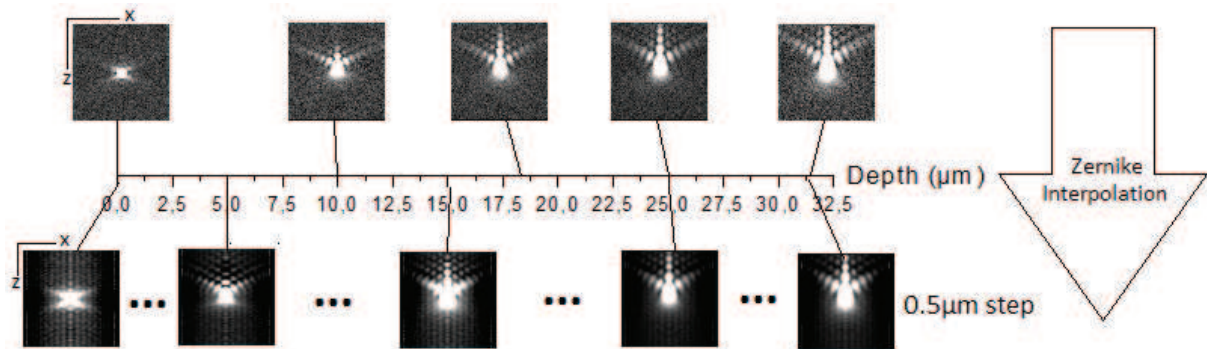 x
z
Depth (µm)
0,0 2,5 5,0 7,5 10,0 12,5 15,0 17,5 20,0 22,5 25,0 27,5 30,0 32,5
Zernike
Interpolation
x
z
0.5µm step